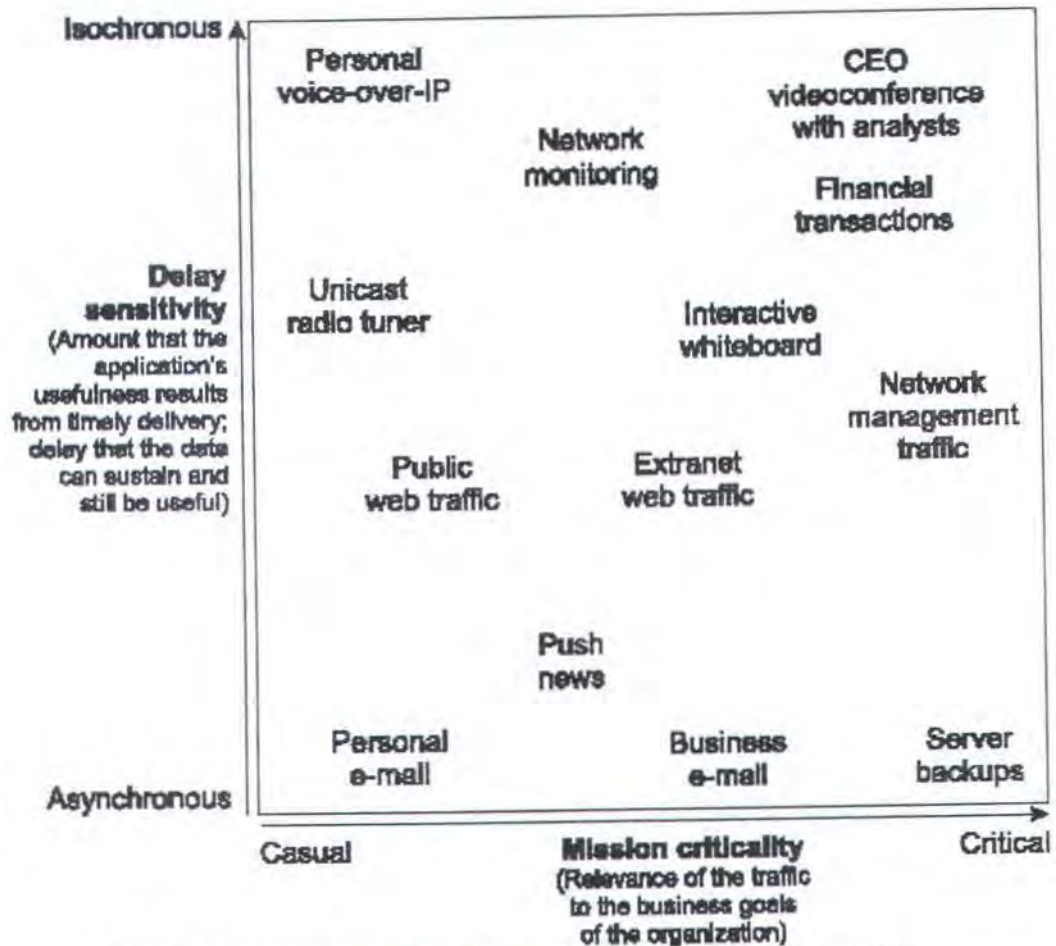 Isochronous
Personal
voice-over-IP
CEO
videoconference
with analysts
Network
monitoring
Financial
transactions
Delay
sensitivity
(Amount that the
application's
usefulness results
from timely delivery;
delay that the data
can sustain and
still be useful)
Unicast
radio tuner
Interactive
whiteboard
Network
management
traffic
Public
web traffic
Extranet
web traffic
Push
news
Personal
e-mail
Business
e-mail
Server
backups
Asynchronous
Casual
Mission criticality
(Relevance of the traffic
to the business goals
of the organization)
Critical